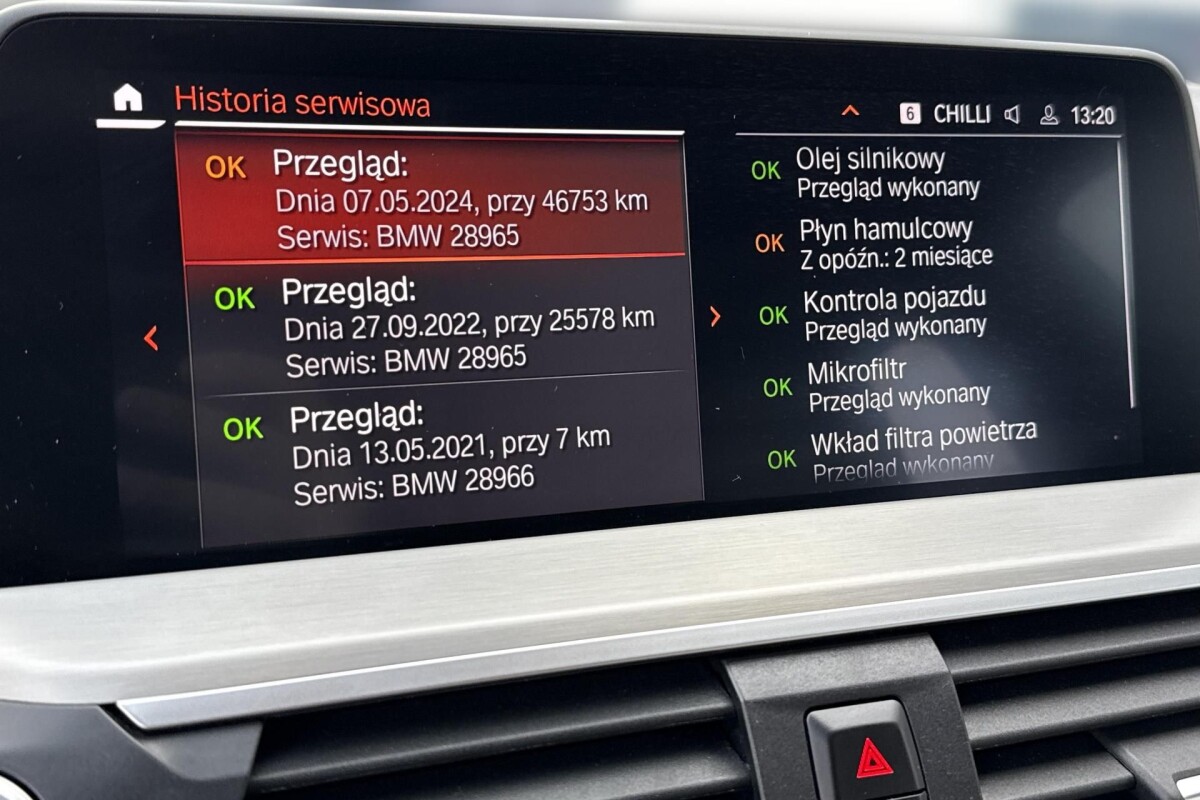 Historia serwisowa
6 CHILLI 13:20
OK Przegląd:
Dnia 07.05.2024, przy 46753 km
Serwis: BMW 28965
OK Przegląd:
Dnia 27.09.2022, przy 25578 km
Serwis: BMW 28965
OK Przegląd:
Dnia 13.05.2021, przy 7 km
Serwis: BMW 28966
OK Olej silnikowy
Przegląd wykonany
OK Płyn hamulcowy
Z opóźn.: 2 miesiące
OK Kontrola pojazdu
Przegląd wykonany
OK Mikrofiltr
Przegląd wykonany
OK Wkład filtra powietrza
Przegląd wykonany